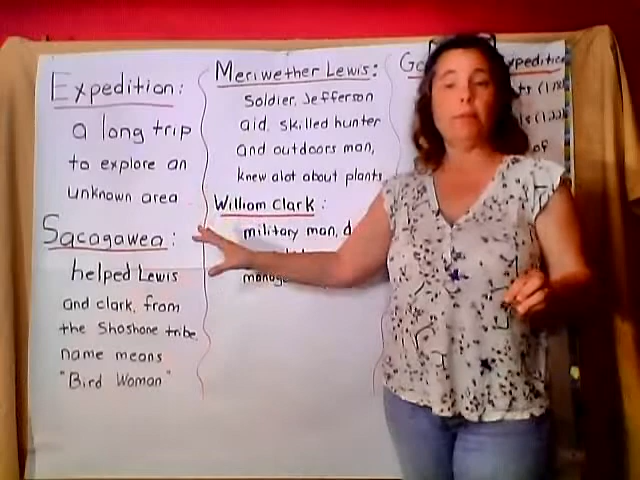 Expedition:
a long trip
to explore an
unknown area
Sacagawea:
helped Lewis
and clark, from
the Shoshone tribe.
name means
"Bird Woman"
Meriwether Lewis:
Soldier, Jefferson
aid, skilled hunter
and outdoors man,
knew alot about plants
William Clark:
military man,
of